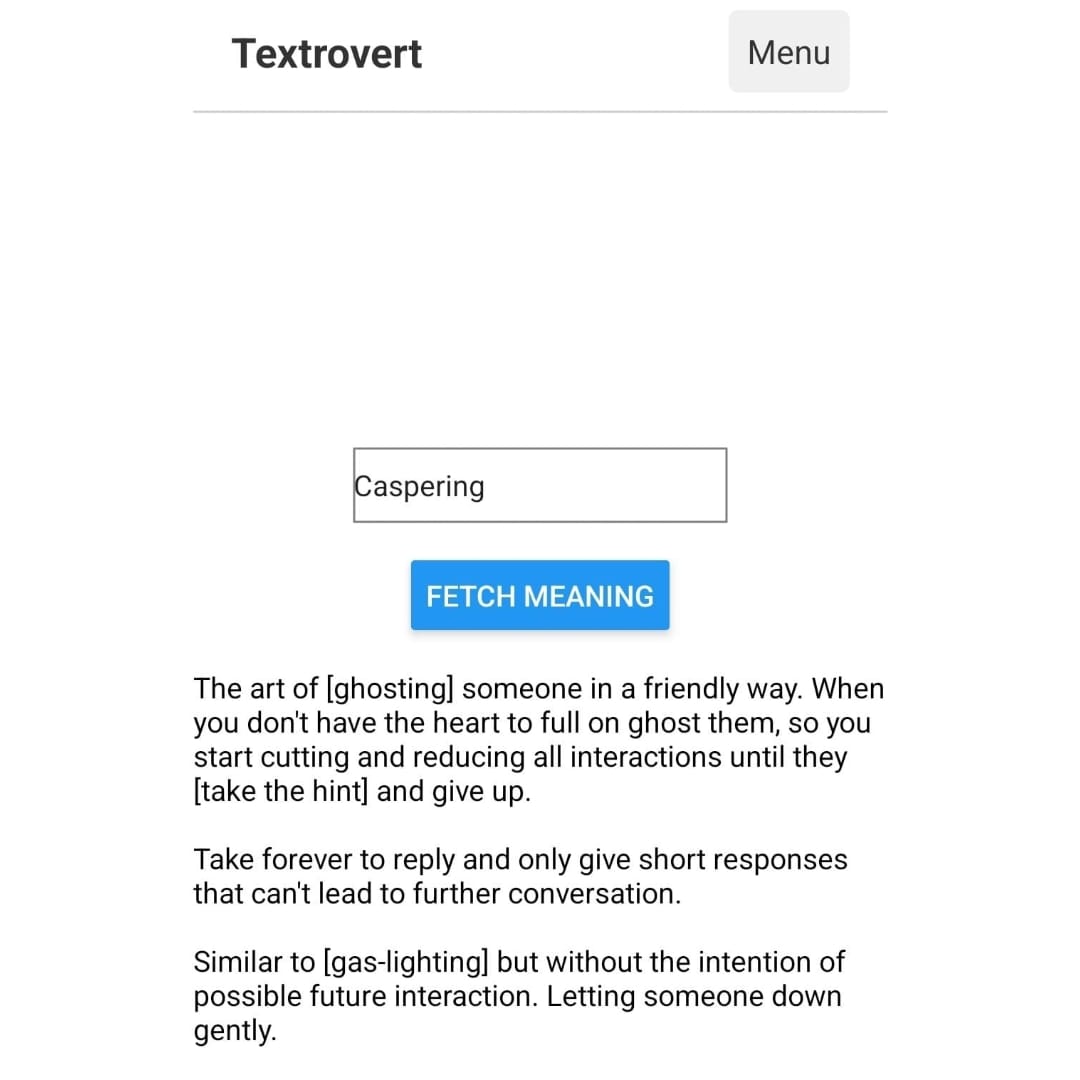 Textrovert
Menu
Caspering
FETCH MEANING
The art of [ghosting] someone in a friendly way. When
you don't have the heart to full on ghost them, so you
start cutting and reducing all interactions until they
[take the hint] and give up.
Take forever to reply and only give short responses
that can't lead to further conversation.
Similar to [gas-lighting] but without the intention of
possible future interaction. Letting someone down
gently.